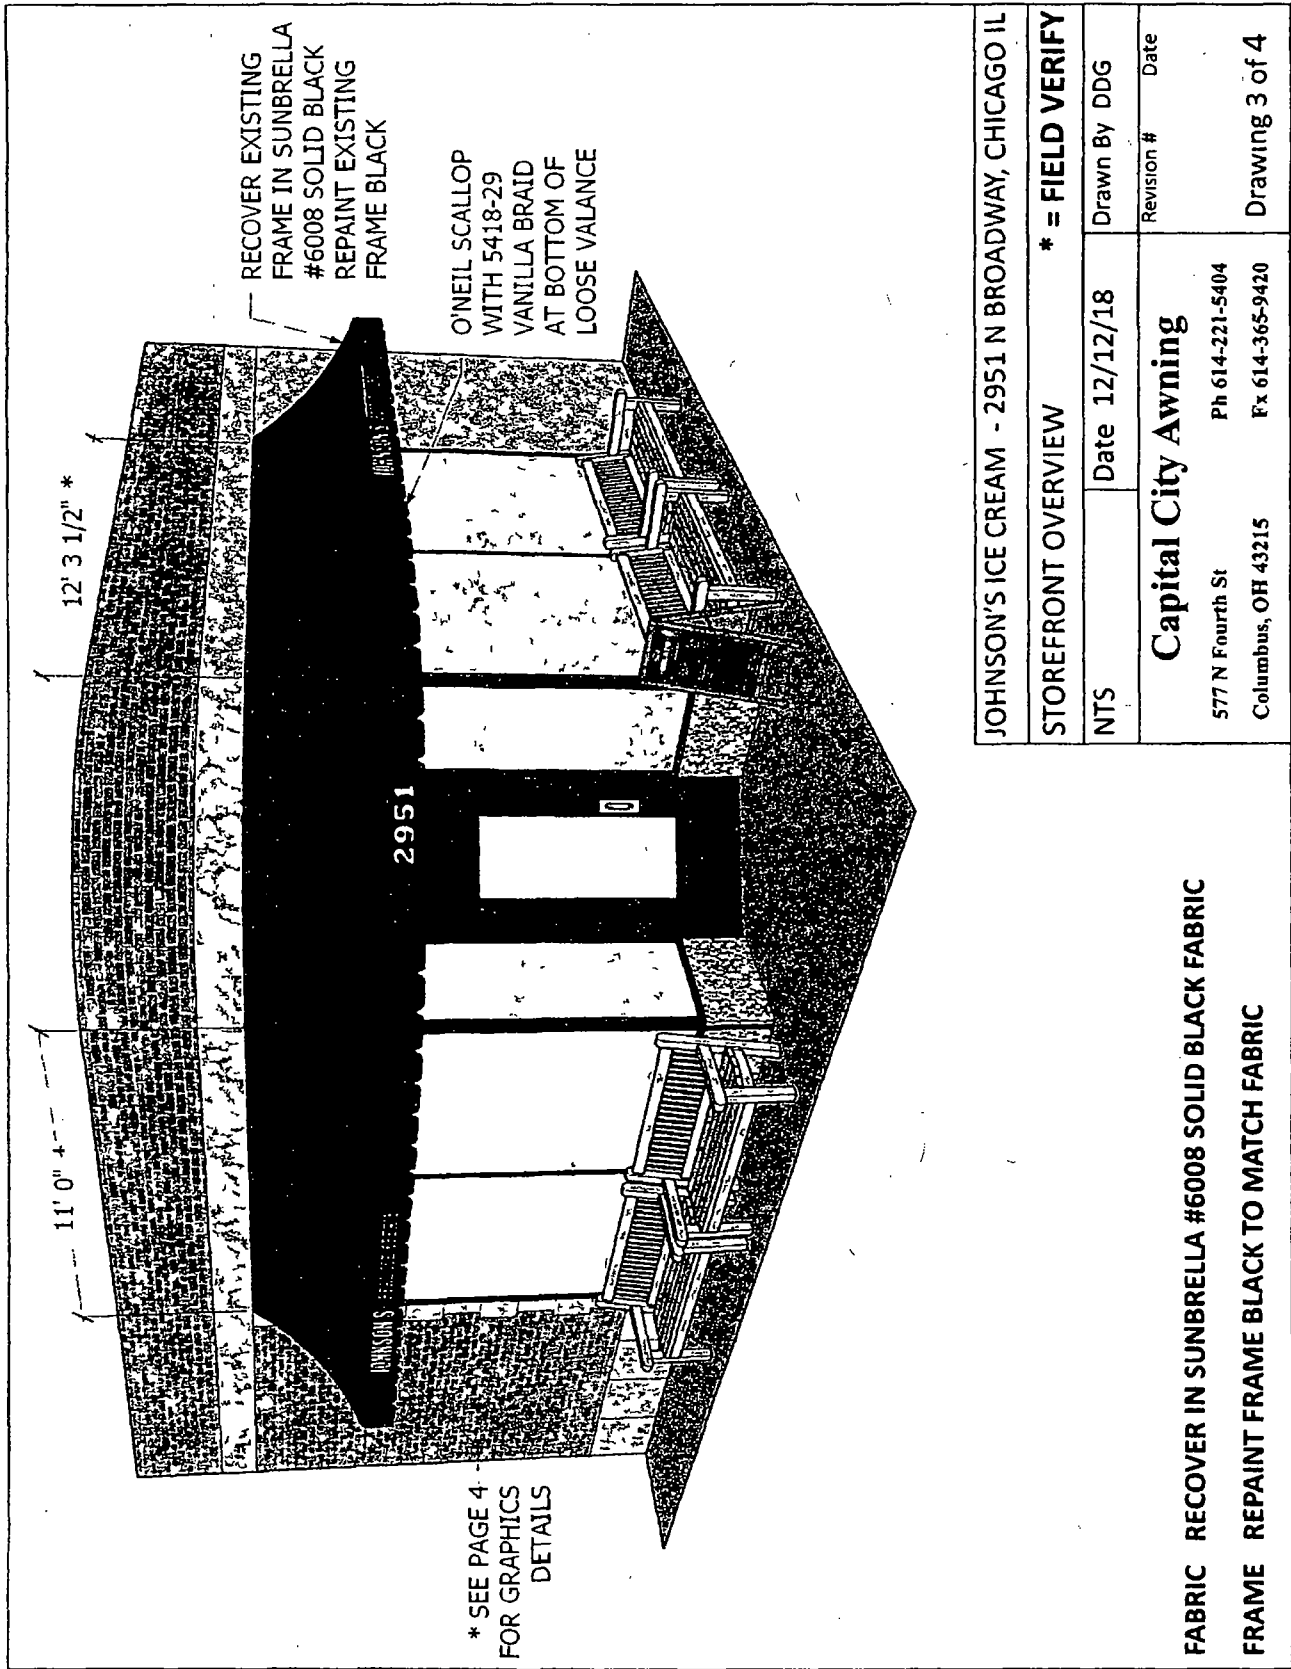 12' 3 1/2" *
11' 0"
RECOVER EXISTING
FRAME IN SUNBRELLA
#6008 SOLID BLACK
REPAINT EXISTING
FRAME BLACK
O'NEIL SCALLOP
WITH 5418-29
VANILLA BRAID
AT BOTTOM OF
LOOSE VALANCE
2951
JOHNSON'S
* SEE PAGE 4
FOR GRAPHICS
DETAILS
JOHNSON'S ICE CREAM - 2951 N BROADWAY, CHICAGO IL
STOREFRONT OVERVIEW * = FIELD VERIFY
NTS Date 12/12/18 Drawn By DDG
Capital City Awning
577 N Fourth St Ph 614-221-5404
Columbus, OH 43215 Fx 614-365-9420
Revision # Date
Drawing 3 of 4
FABRIC RECOVER IN SUNBRELLA #6008 SOLID BLACK FABRIC
FRAME REPAINT FRAME BLACK TO MATCH FABRIC